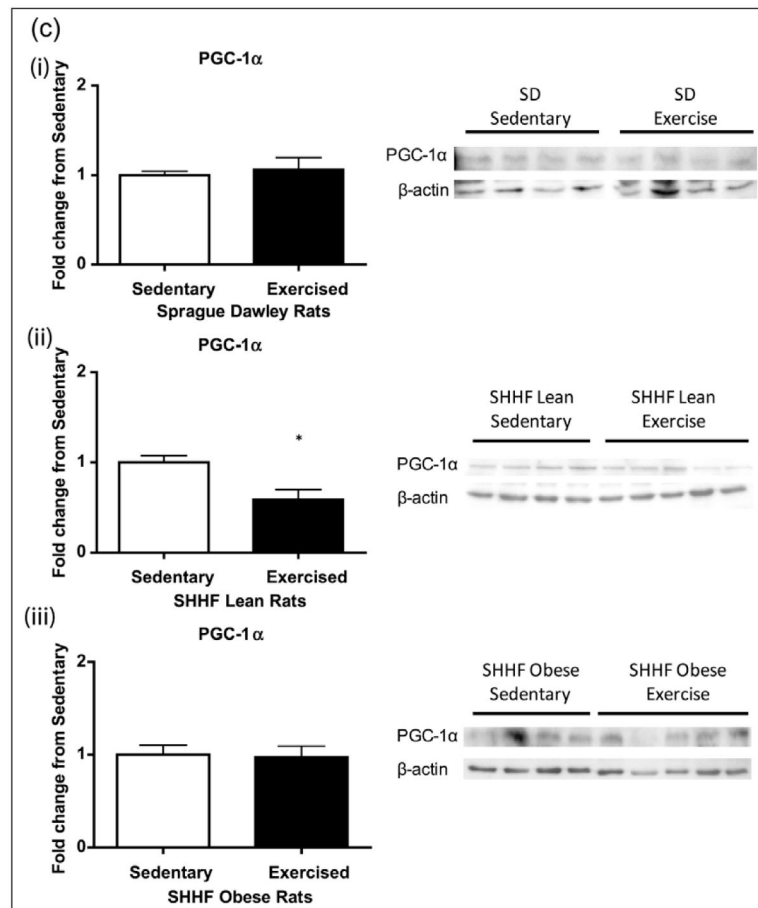 (c)
(i)
PGC-1α
Fold change from Sedentary
2
1
0
Sedentary Exercised
Sprague Dawley Rats
SD
Sedentary
SD
Exercise
PGC-1α
β-actin
(ii)
PGC-1α
Fold change from Sedentary
2
1
0
*
Sedentary Exercised
SHHF Lean Rats
SHHF Lean
Sedentary
SHHF Lean
Exercise
PGC-1α
β-actin
(iii)
PGC-1α
Fold change from Sedentary
2
1
0
Sedentary Exercised
SHHF Obese Rats
SHHF Obese
Sedentary
SHHF Obese
Exercise
PGC-1α
β-actin